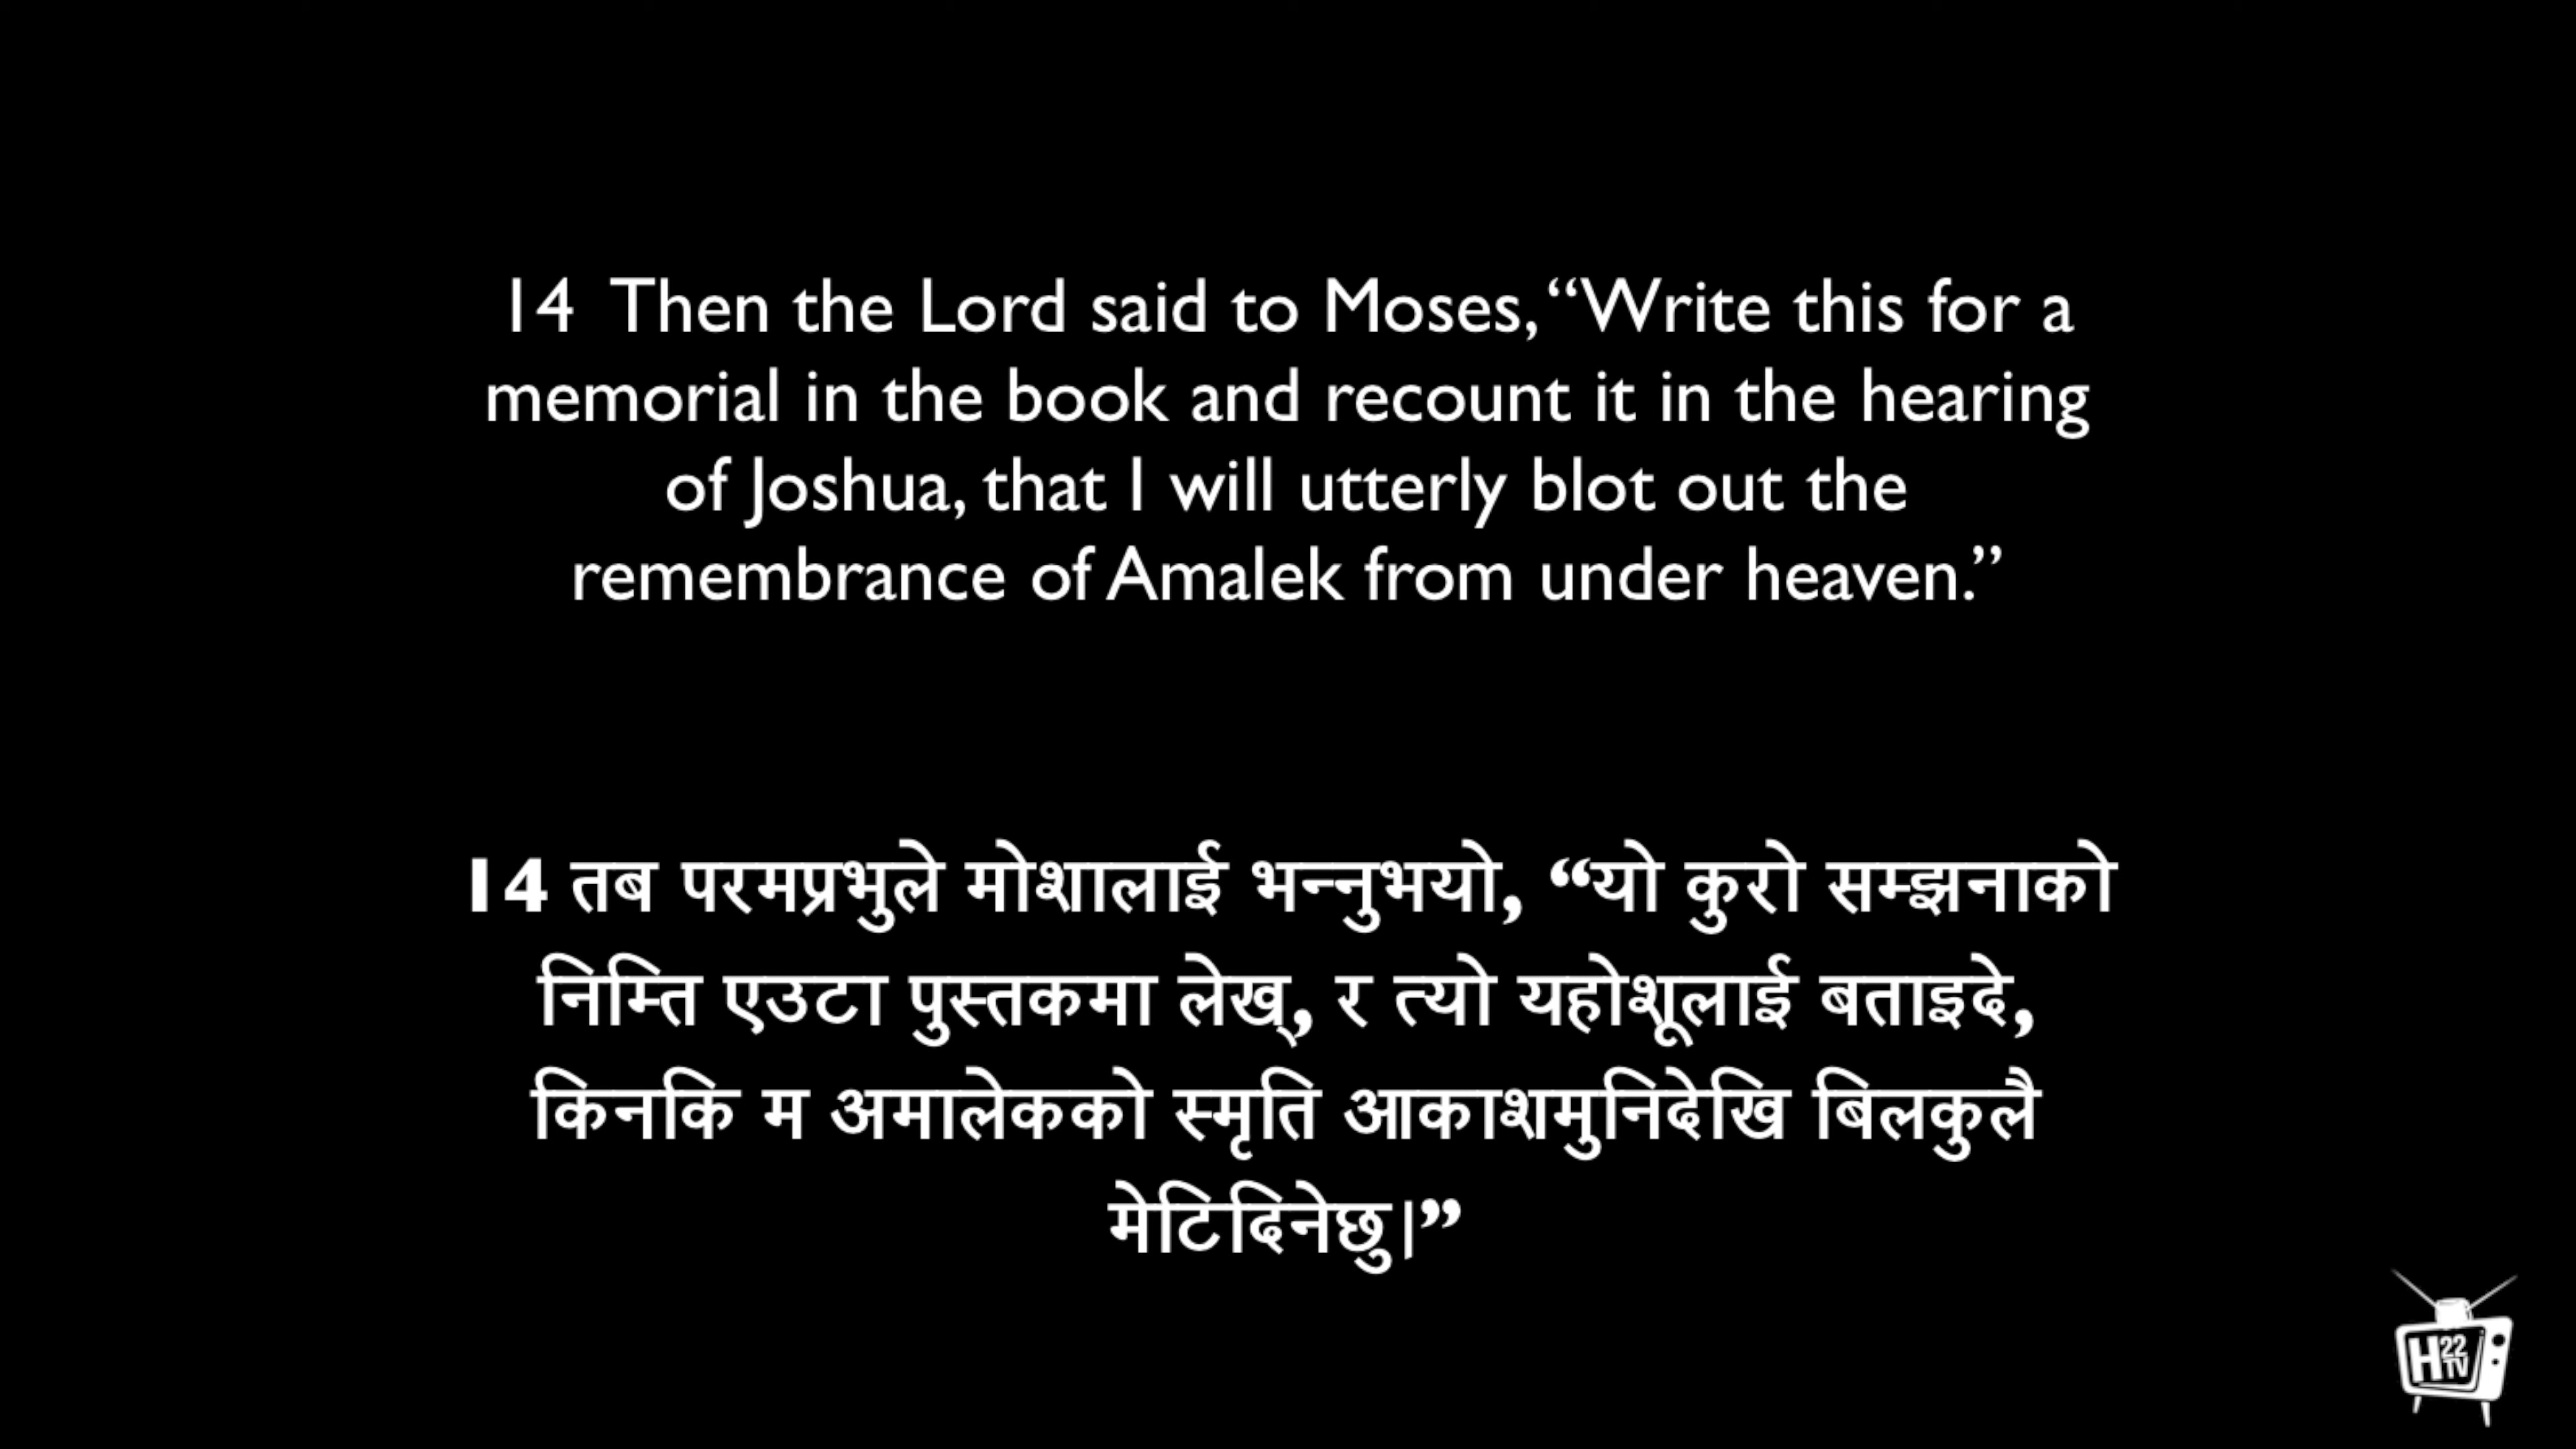 14 Then the Lord said to Moses, “Write this for a
memorial in the book and recount it in the hearing
of Joshua, that I will utterly blot out the
remembrance of Amalek from under heaven.”
14 तब परमप्रभुले मोशालाई भन्नुभयो, “यो कुरो सम्झनाको
निम्ति एउटा पुस्तकमा लेख्, र त्यो यहोशूलाई बताइदे,
किनकि म अमालेकको स्मृति आकाशमुनिदेखि बिलकुलै
मेटिदिनेछु।”
H22
TV